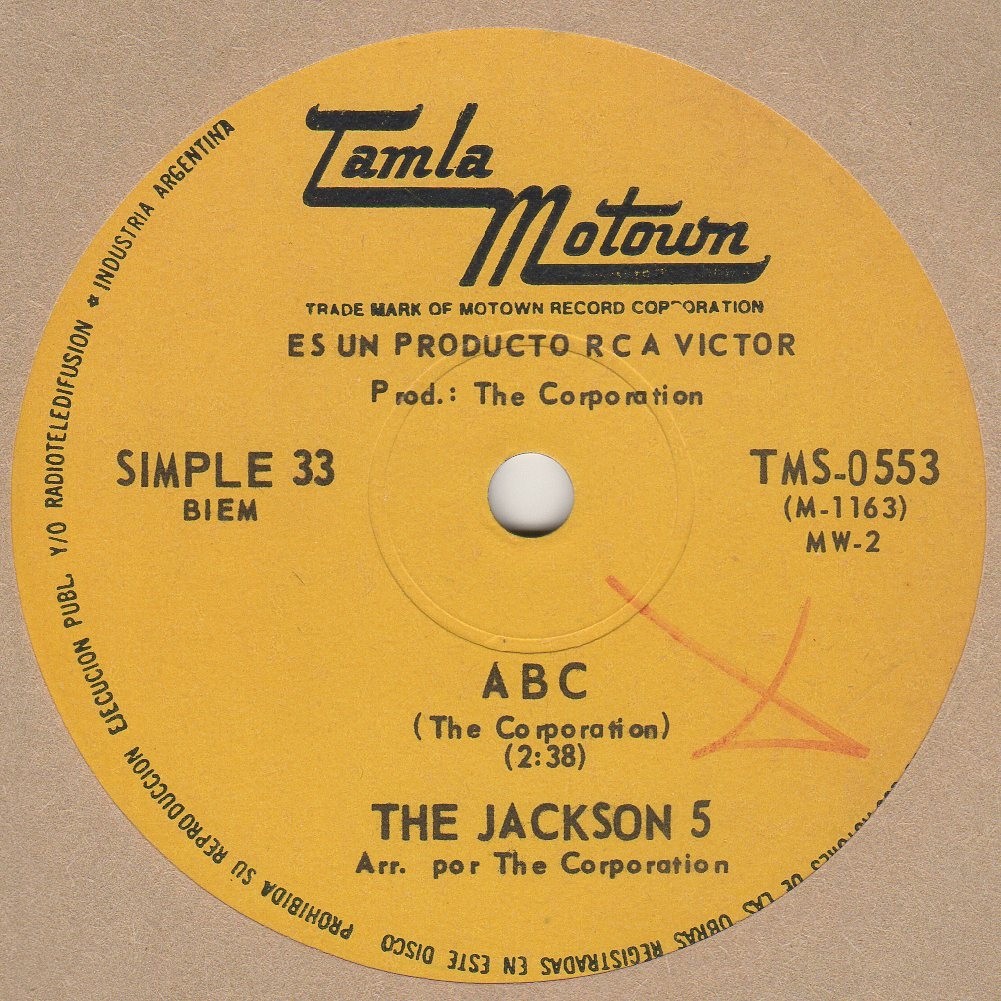 Tamla
Motown
TRADE MARK OF MOTOWN RECORD CORPORATION
ES UN PRODUCTO RCA VICTOR
Prod.: The Corporation
SIMPLE 33
BIEM
TMS-0553
(M-1163)
MW-2
ABC
(The Corporation)
(2:38)
THE JACKSON 5
Arr. por The Corporation
DE LAS OBRAS REGISTRADAS EN ESTE DISCO PROHIBIDA SU REPRODUCCION EJECUCION PUBL. Y/O RADIOTELEDIFUSION ★ INDUSTRIA ARGENTINA